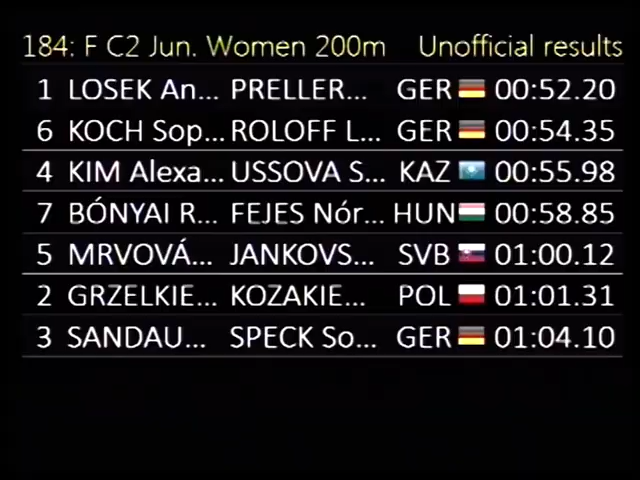 184: F C2 Jun. Women 200m Unofficial results
1 LOSEK An... PRELLER... GER 00:52.20
6 KOCH Sop... ROLOFF L... GER 00:54.35
4 KIM Alexa... USSOVA S... KAZ 00:55.98
7 BÓNYAI R... FEJES Nór... HUN 00:58.85
5 MRVOVÁ... JANKOVS... SVB 01:00.12
2 GRZELKIE... KOZAKIE... POL 01:01.31
3 SANDAU... SPECK So... GER 01:04.10